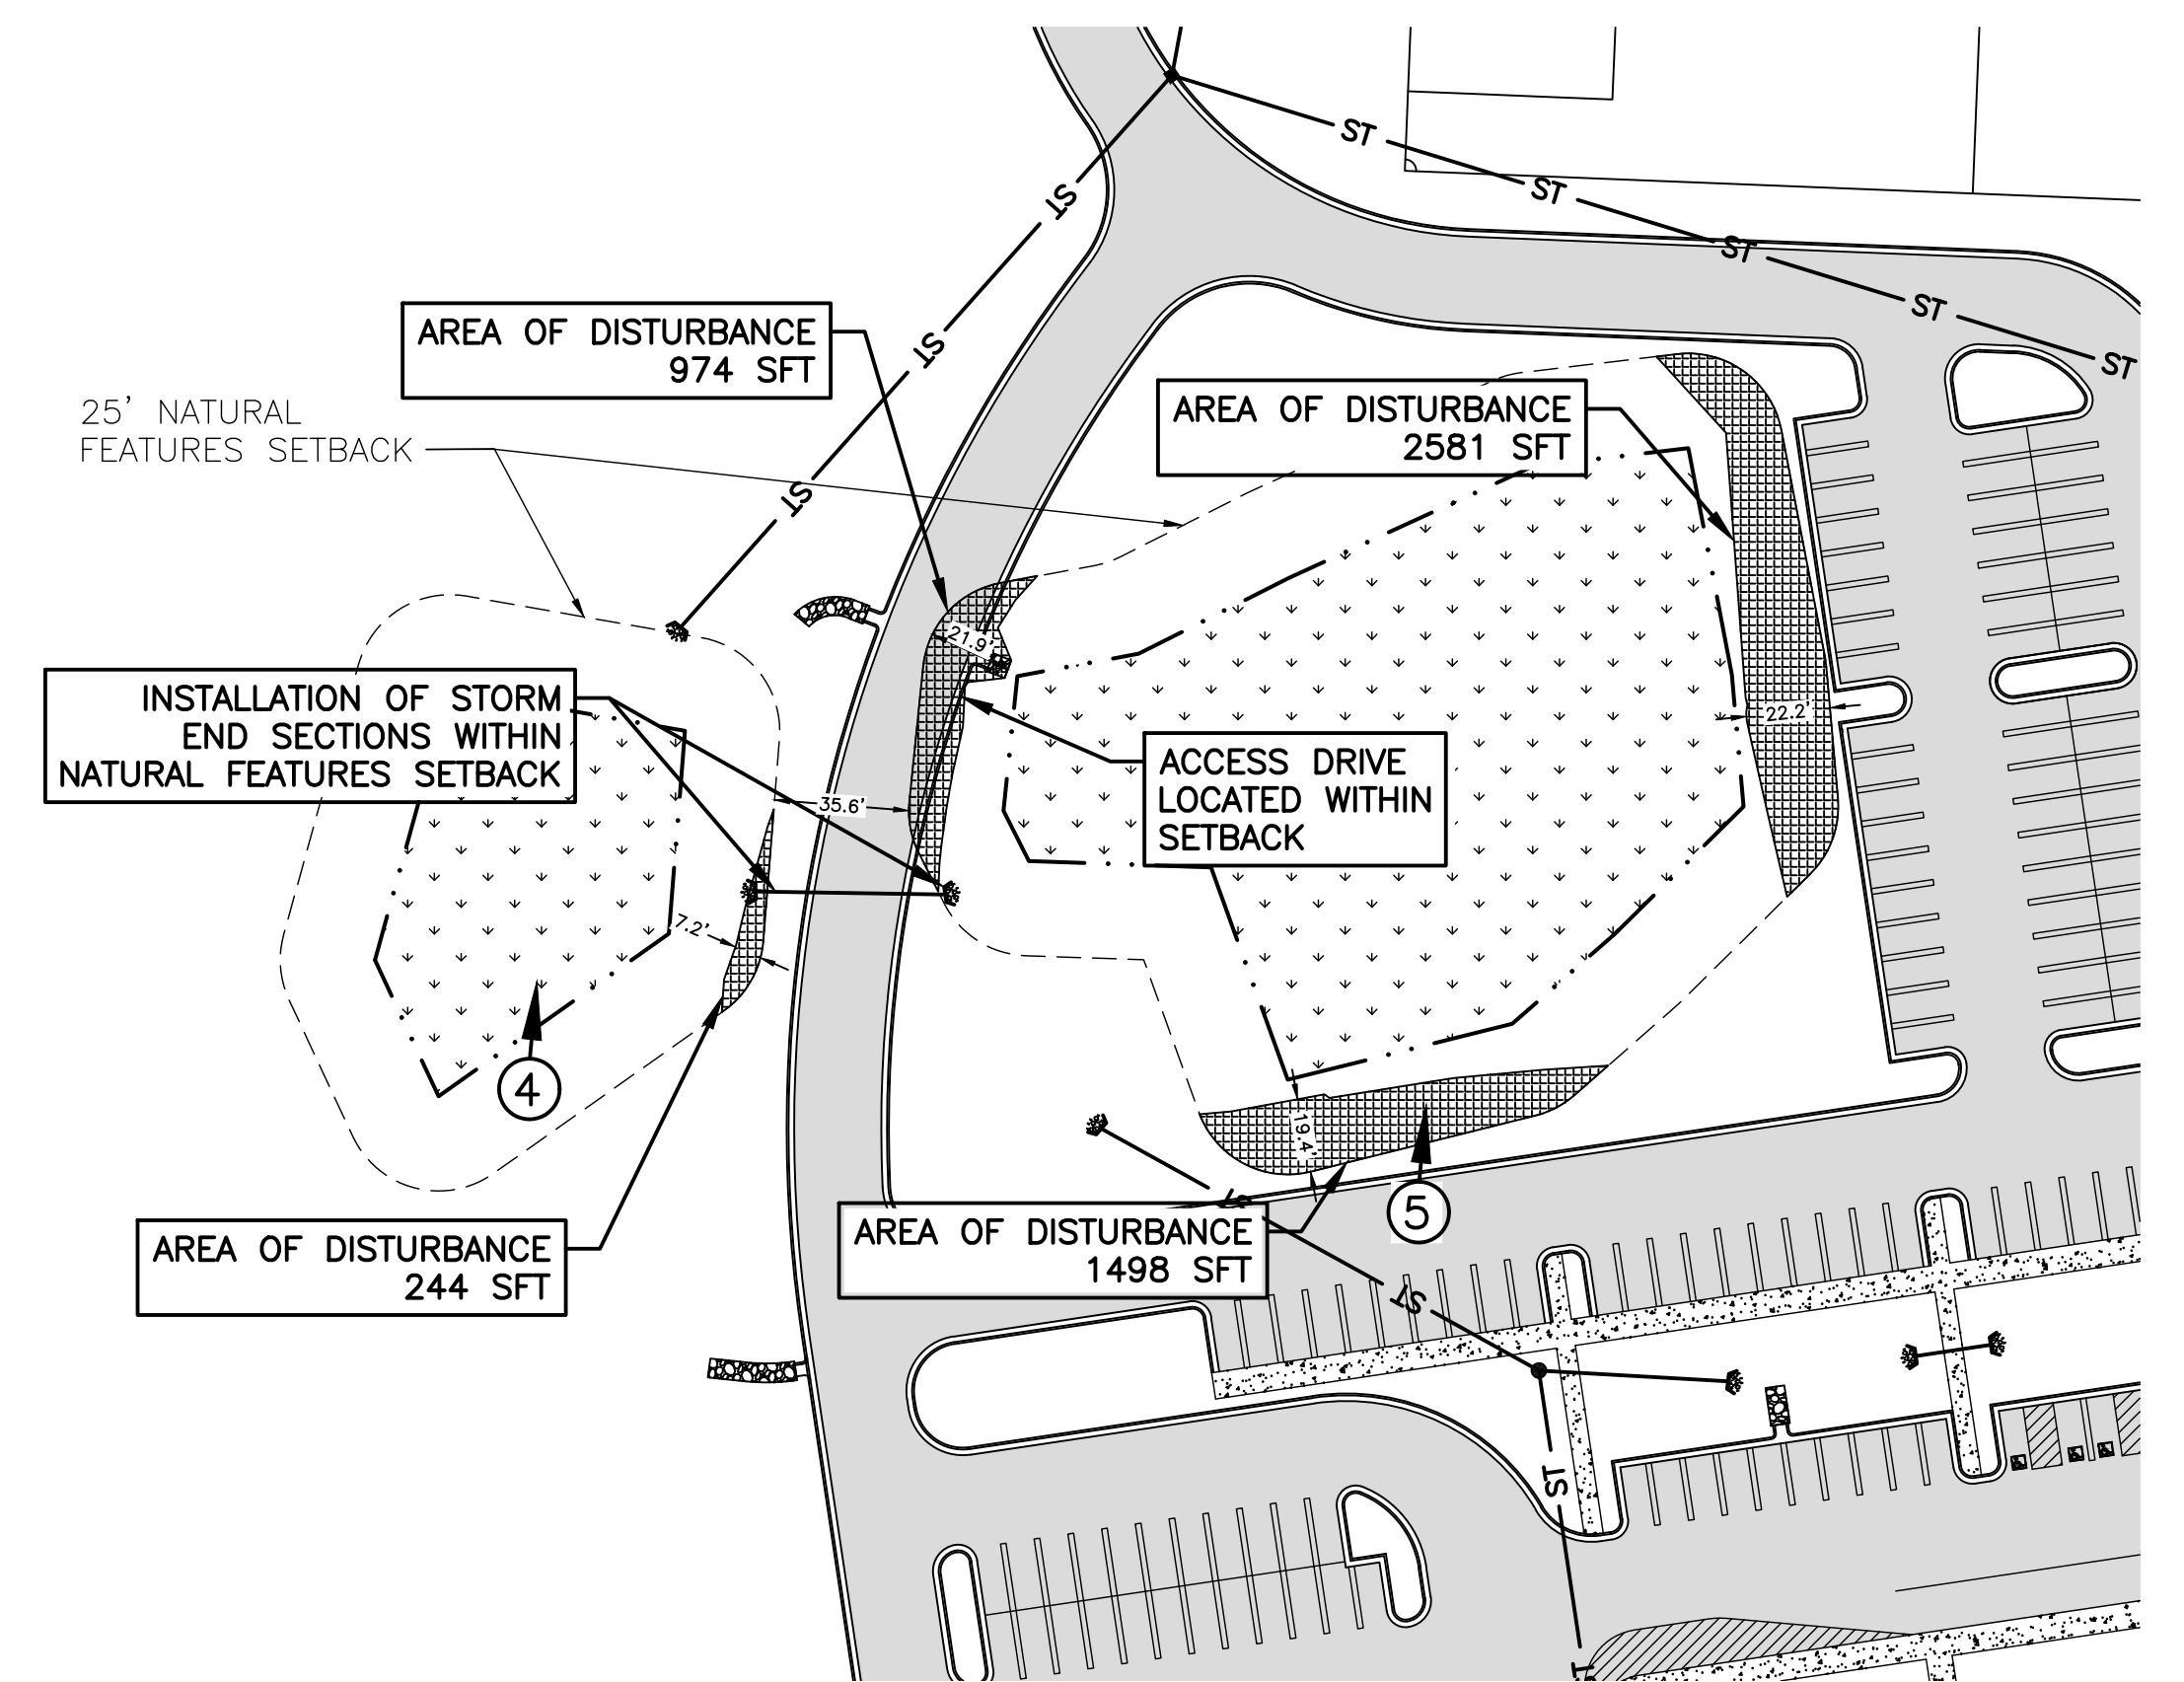 ST
ST
ST
ST
ST
ST
ST
ST
AREA OF DISTURBANCE
974 SFT
25' NATURAL
FEATURES SETBACK
AREA OF DISTURBANCE
2581 SFT
21.9'
INSTALLATION OF STORM
END SECTIONS WITHIN
NATURAL FEATURES SETBACK
22.2'
35.6'
ACCESS DRIVE
LOCATED WITHIN
SETBACK
7.2'
4
19.4'
5
AREA OF DISTURBANCE
244 SFT
AREA OF DISTURBANCE
1498 SFT
ST
ST